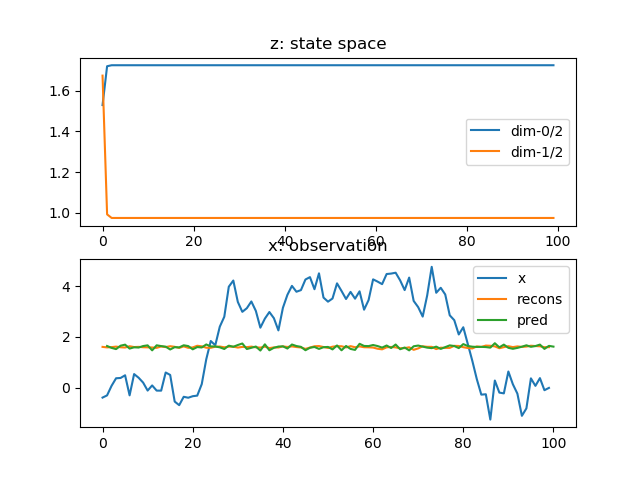 z: state space
1.6
1.4
1.2
1.0
dim-0/2
dim-1/2
0 20 40 60 80 100
x: observation
4
2
0
x
recons
pred
0 20 40 60 80 100